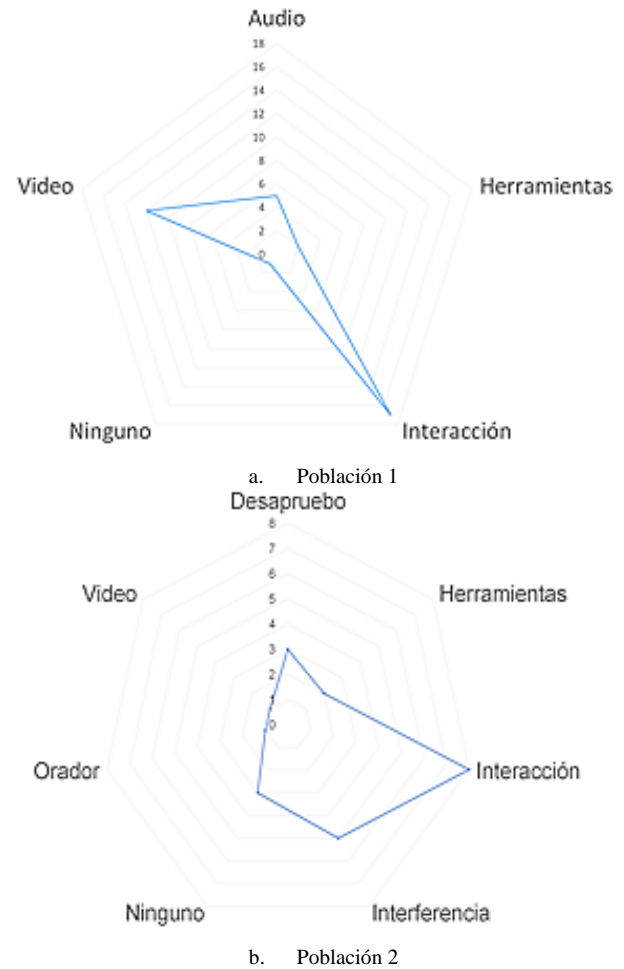 Audio
18
16
14
12
10
8
6
4
2
0
Video
Herramientas
Ninguno
Interacción
a. Población 1
Desapruebo
8
7
6
5
4
3
2
1
0
Video
Herramientas
Orador
Interacción
Ninguno
Interferencia
b. Población 2